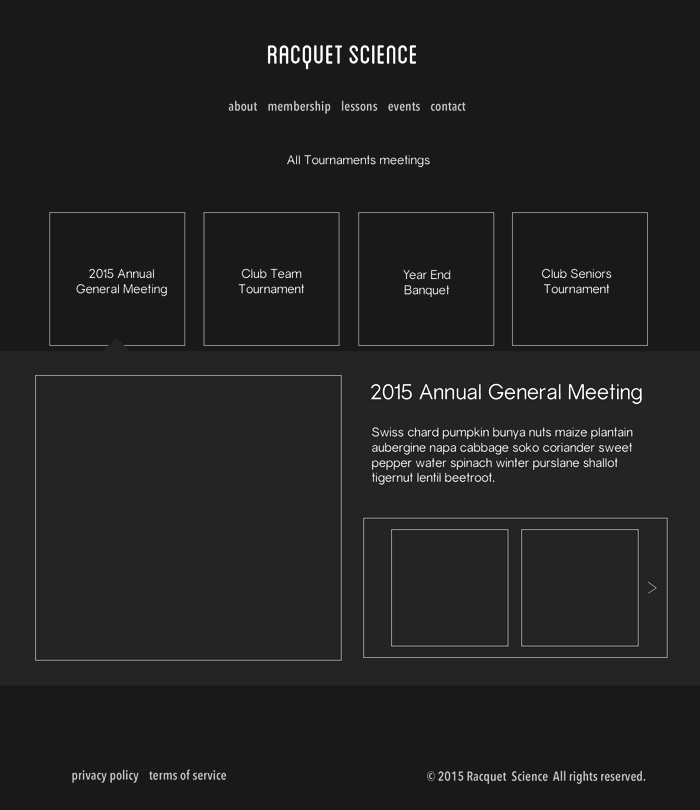 RACQUET SCIENCE
about membership lessons events contact
All Tournaments meetings
2015 Annual
General Meeting
Club Team
Tournament
Year End
Banquet
Club Seniors
Tournament
2015 Annual General Meeting
Swiss chard pumpkin bunya nuts maize plantain
aubergine napa cabbage soko coriander sweet
pepper water spinach winter purslane shallot
tigernut lentil beetroot.
privacy policy terms of service
© 2015 Racquet Science All rights reserved.